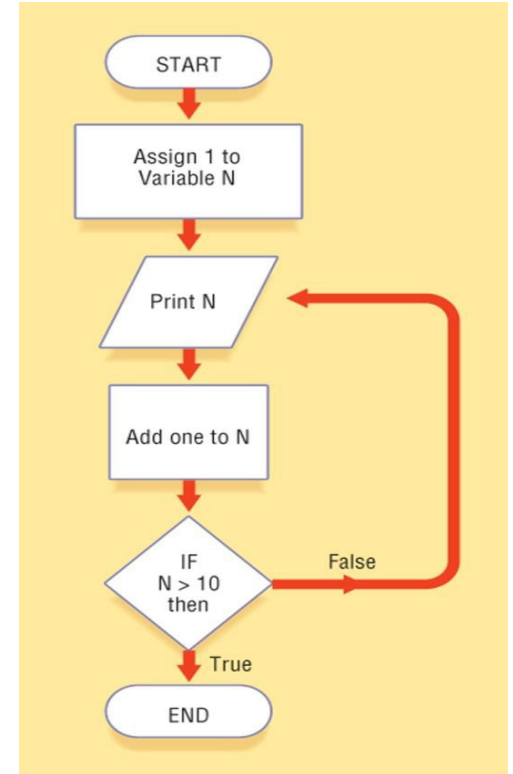 START
Assign 1 to
Variable N
Print N
Add one to N
IF
N > 10
then
False
True
END